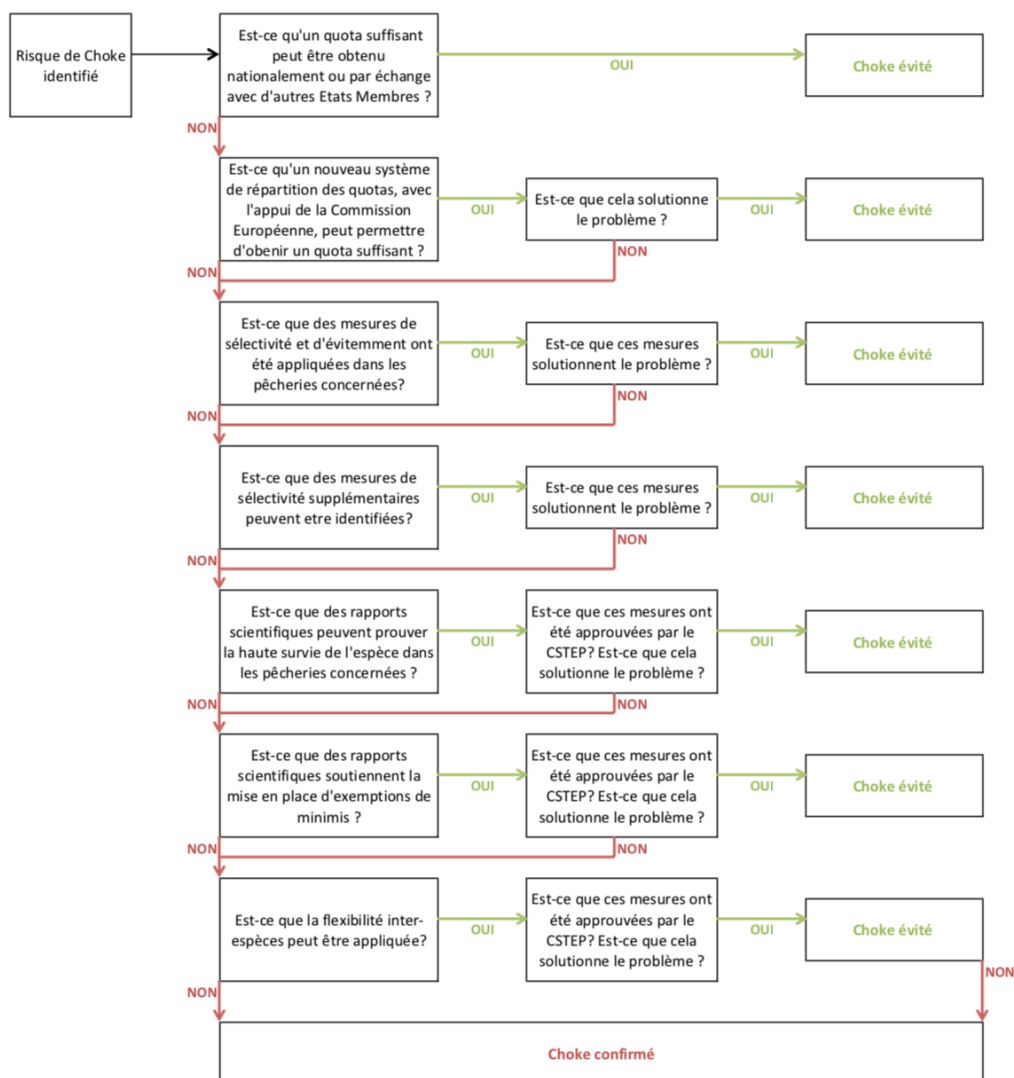 Risque de Choke
identifié
Est-ce qu'un quota suffisant
peut être obtenu
nationalement ou par échange
avec d'autres Etats Membres ?
OUI
Choke évité
NON
Est-ce qu'un nouveau système
de répartition des quotas, avec
l'appui de la Commission
Européenne, peut permettre
d'obenir un quota suffisant ?
OUI
Est-ce que cela solutionne
le problème ?
OUI
Choke évité
NON
NON
Est-ce que des mesures de
sélectivité et d'évitemment ont
été appliquées dans les
pêcheries concernées?
OUI
Est-ce que ces mesures
solutionnent le problème ?
OUI
Choke évité
NON
NON
Est-ce que des mesures de
sélectivité supplémentaires
peuvent etre identifiées?
OUI
Est-ce que ces mesures
solutionnent le problème ?
OUI
Choke évité
NON
NON
Est-ce que des rapports
scientifiques peuvent prouver
la haute survie de l'espèce dans
les pêcheries concernées ?
OUI
Est-ce que ces mesures ont
été approuvées par le
CSTEP? Est-ce que cela
solutionne le problème ?
OUI
Choke évité
NON
NON
Est-ce que des rapports
scientifiques soutiennent la
mise en place d'exemptions de
minimis ?
OUI
Est-ce que ces mesures ont
été approuvées par le
CSTEP? Est-ce que cela
solutionne le problème ?
OUI
Choke évité
NON
NON
Est-ce que la flexibilité inter-
espèces peut être appliquée?
OUI
Est-ce que ces mesures ont
été approuvées par le
CSTEP? Est-ce que cela
solutionne le problème ?
OUI
Choke évité
NON
NON
Choke confirmé